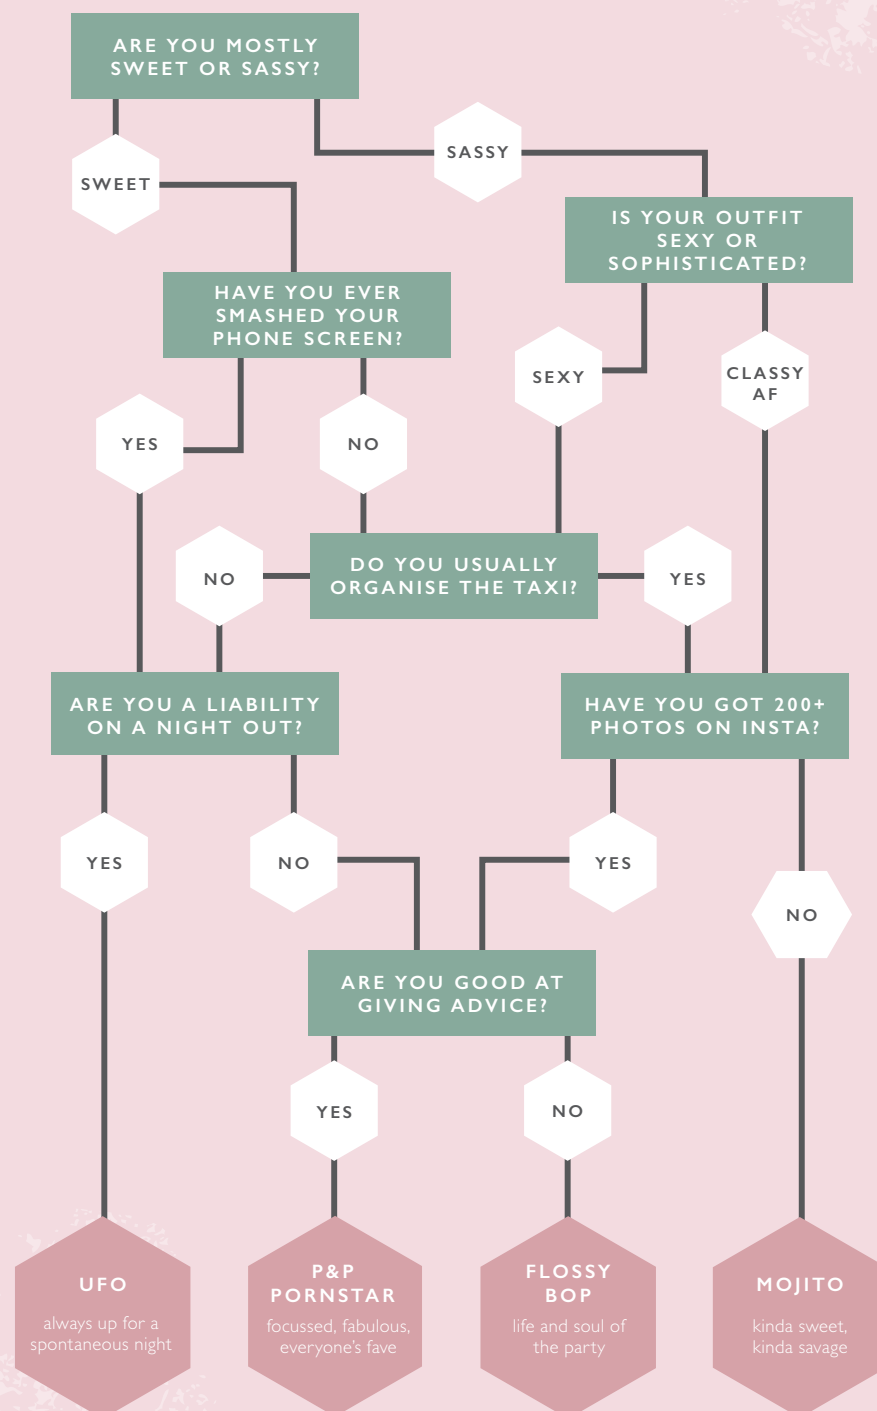 ARE YOU MOSTLY
SWEET OR SASSY?
SASSY
SWEET
IS YOUR OUTFIT
SEXY OR
SOPHISTICATED?
HAVE YOU EVER
SMASHED YOUR
PHONE SCREEN?
SEXY
CLASSY
AF
YES
NO
DO YOU USUALLY
ORGANISE THE TAXI?
NO
YES
ARE YOU A LIABILITY
ON A NIGHT OUT?
HAVE YOU GOT 200+
PHOTOS ON INSTA?
YES
NO
YES
NO
ARE YOU GOOD AT
GIVING ADVICE?
YES
NO
UFO
always up for a
spontaneous night
P&P
PORNSTAR
focussed, fabulous,
everyone's fave
FLOSSY
BOP
life and soul of
the party
MOJITO
kinda sweet,
kinda savage